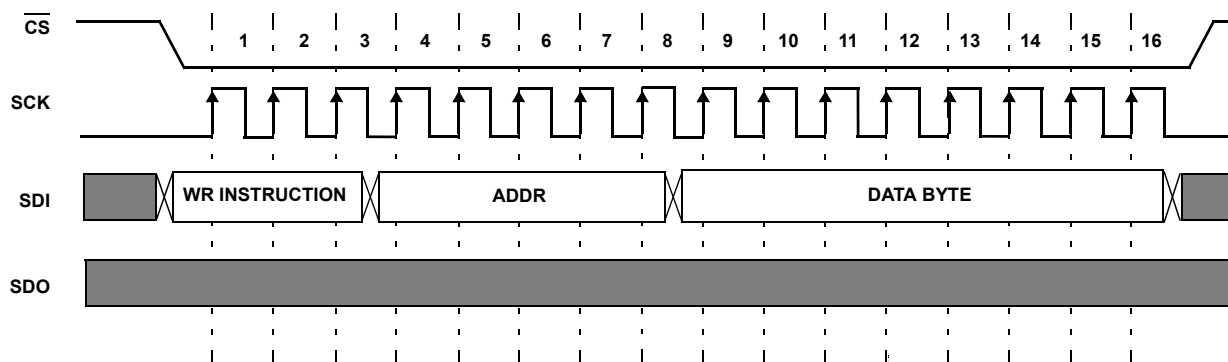 CS
1 2 3 4 5 6 7 8 9 10 11 12 13 14 15 16
SCK
SDI
WR INSTRUCTION
ADDR
DATA BYTE
SDO